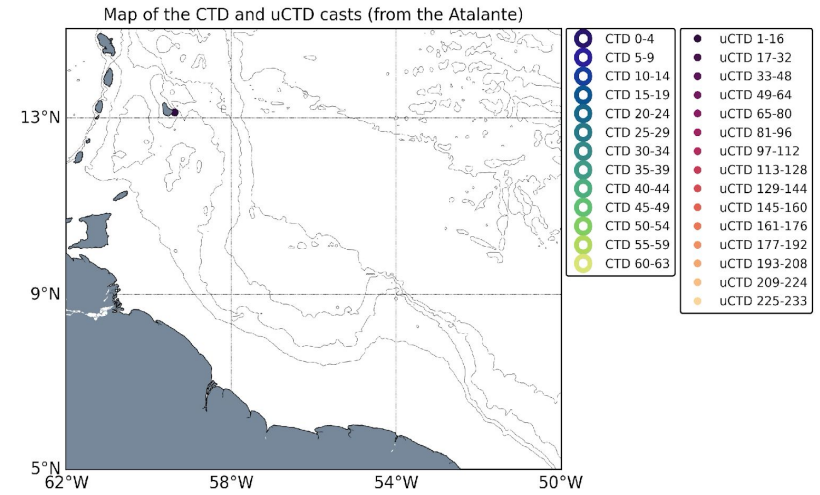 Map of the CTD and uCTD casts (from the Atalante)
13°N
9°N
5°N
62°W
58°W
54°W
50°W
CTD 0-4
CTD 5-9
CTD 10-14
CTD 15-19
CTD 20-24
CTD 25-29
CTD 30-34
CTD 35-39
CTD 40-44
CTD 45-49
CTD 50-54
CTD 55-59
CTD 60-63
uCTD 1-16
uCTD 17-32
uCTD 33-48
uCTD 49-64
uCTD 65-80
uCTD 81-96
uCTD 97-112
uCTD 113-128
uCTD 129-144
uCTD 145-160
uCTD 161-176
uCTD 177-192
uCTD 193-208
uCTD 209-224
uCTD 225-233